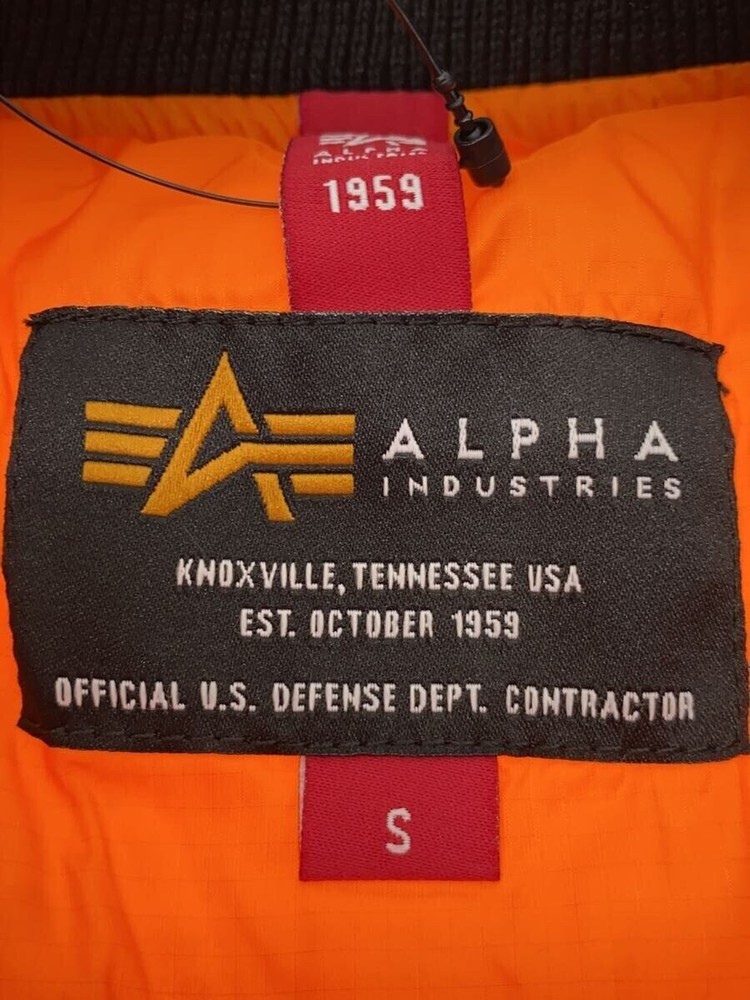 ALPHA
INDUSTRIES
1959
ALPHA
INDUSTRIES
KNOXVILLE, TENNESSEE USA
EST. OCTOBER 1959
OFFICIAL U.S. DEFENSE DEPT. CONTRACTOR
S